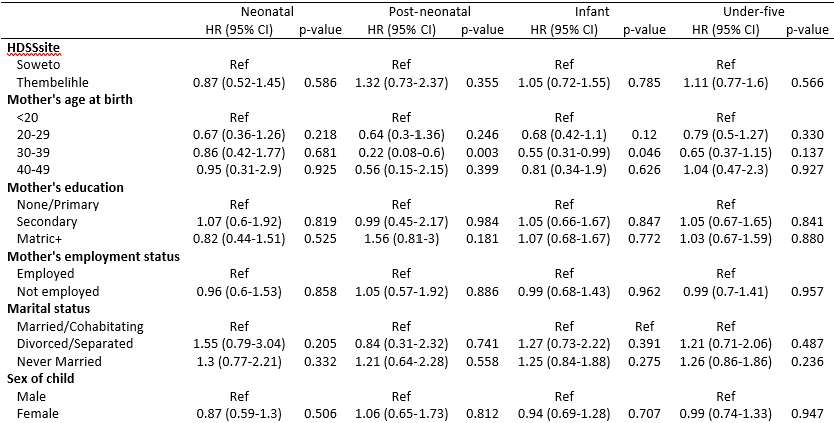 Neonatal Post-neonatal Infant Under-five
HR (95% CI) p-value HR (95% CI) p-value HR (95% CI) p-value HR (95% CI) p-value
HDSSsite
Soweto Ref Ref Ref Ref
Thembelihle 0.87 (0.52-1.45) 0.586 1.32 (0.73-2.37) 0.355 1.05 (0.72-1.55) 0.785 1.11 (0.77-1.6) 0.566
Mother's age at birth
<20 Ref Ref Ref Ref
20-29 0.67 (0.36-1.26) 0.218 0.64 (0.3-1.36) 0.246 0.68 (0.42-1.1) 0.12 0.79 (0.5-1.27) 0.330
30-39 0.86 (0.42-1.77) 0.681 0.22 (0.08-0.6) 0.003 0.55 (0.31-0.99) 0.046 0.65 (0.37-1.15) 0.137
40-49 0.95 (0.31-2.9) 0.925 0.56 (0.15-2.15) 0.399 0.81 (0.34-1.9) 0.626 1.04 (0.47-2.3) 0.927
Mother's education
None/Primary Ref Ref Ref Ref
Secondary 1.07 (0.6-1.92) 0.819 0.99 (0.45-2.17) 0.984 1.05 (0.66-1.67) 0.847 1.05 (0.67-1.65) 0.841
Matric+ 0.82 (0.44-1.51) 0.525 1.56 (0.81-3) 0.181 1.07 (0.68-1.67) 0.772 1.03 (0.67-1.59) 0.880
Mother's employment status
Employed Ref Ref Ref Ref
Not employed 0.96 (0.6-1.53) 0.858 1.05 (0.57-1.92) 0.886 0.99 (0.68-1.43) 0.962 0.99 (0.7-1.41) 0.957
Marital status
Married/Cohabitating Ref Ref Ref Ref Ref
Divorced/Separated 1.55 (0.79-3.04) 0.205 0.84 (0.31-2.32) 0.741 1.27 (0.73-2.22) 0.391 1.21 (0.71-2.06) 0.487
Never Married 1.3 (0.77-2.21) 0.332 1.21 (0.64-2.28) 0.558 1.25 (0.84-1.88) 0.275 1.26 (0.86-1.86) 0.236
Sex of child
Male Ref Ref Ref Ref
Female 0.87 (0.59-1.3) 0.506 1.06 (0.65-1.73) 0.812 0.94 (0.69-1.28) 0.707 0.99 (0.74-1.33) 0.947